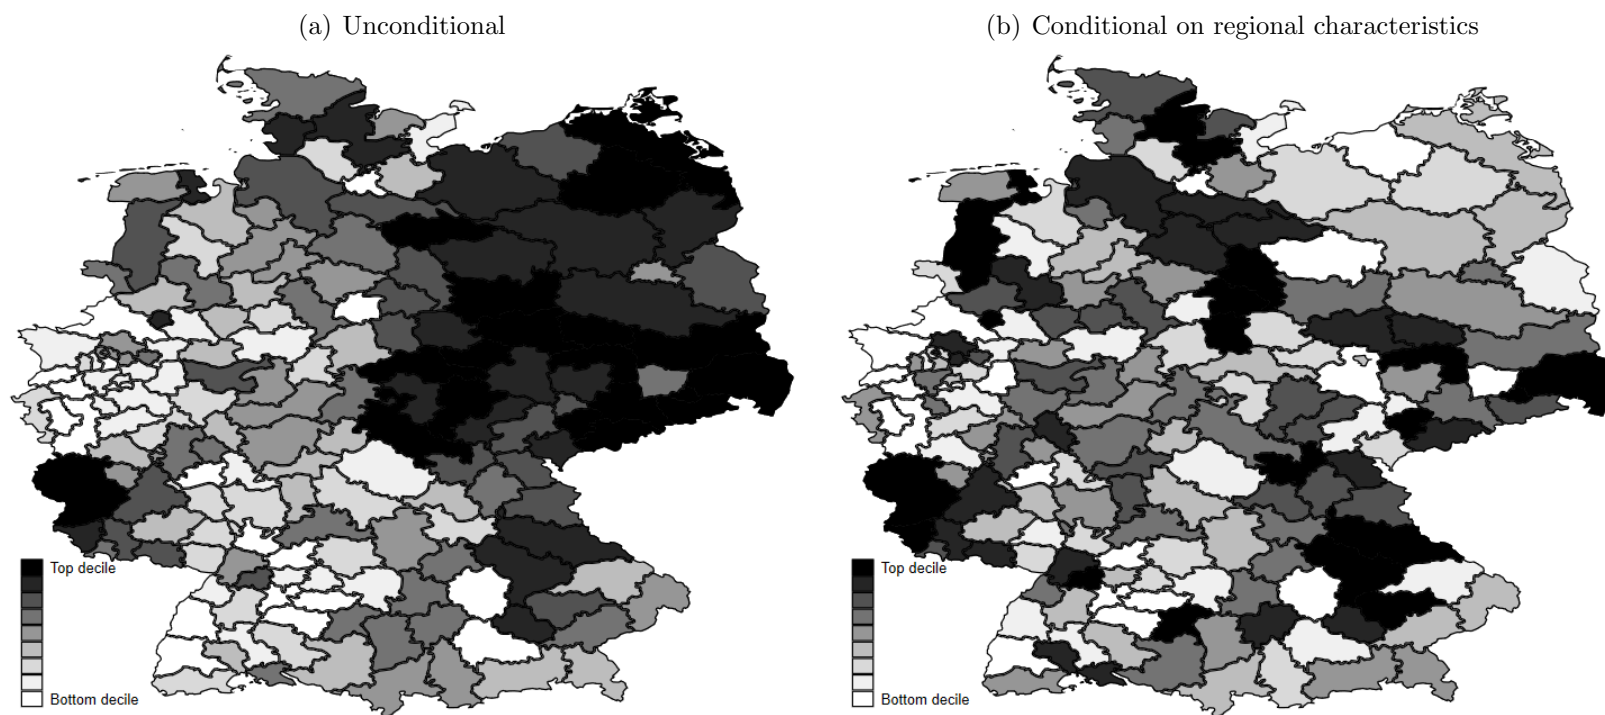 (a) Unconditional
(b) Conditional on regional characteristics
Top decile
Bottom decile
Top decile
Bottom decile